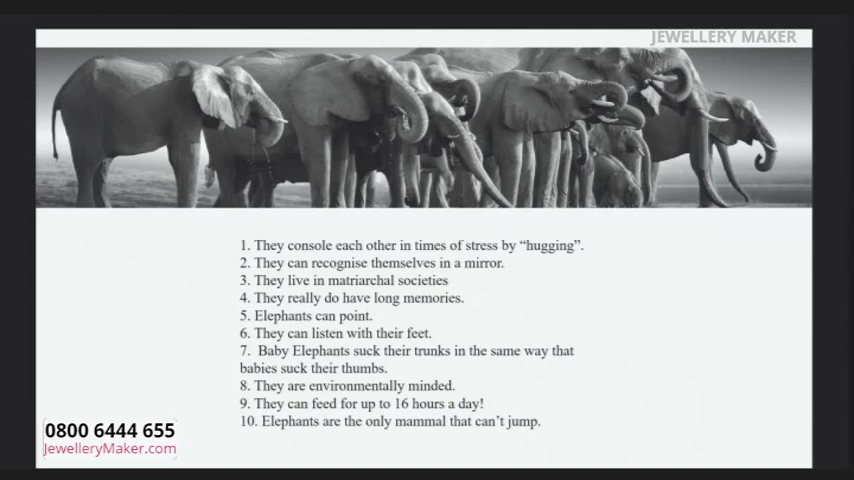 JEWELLERY MAKER
1. They console each other in times of stress by “hugging”.
2. They can recognise themselves in a mirror.
3. They live in matriarchal societies
4. They really do have long memories.
5. Elephants can point.
6. They can listen with their feet.
7.  Baby Elephants suck their trunks in the same way that
babies suck their thumbs.
8. They are environmentally minded.
9. They can feed for up to 16 hours a day!
10. Elephants are the only mammal that can’t jump.
0800 6444 655
JewelleryMaker.com